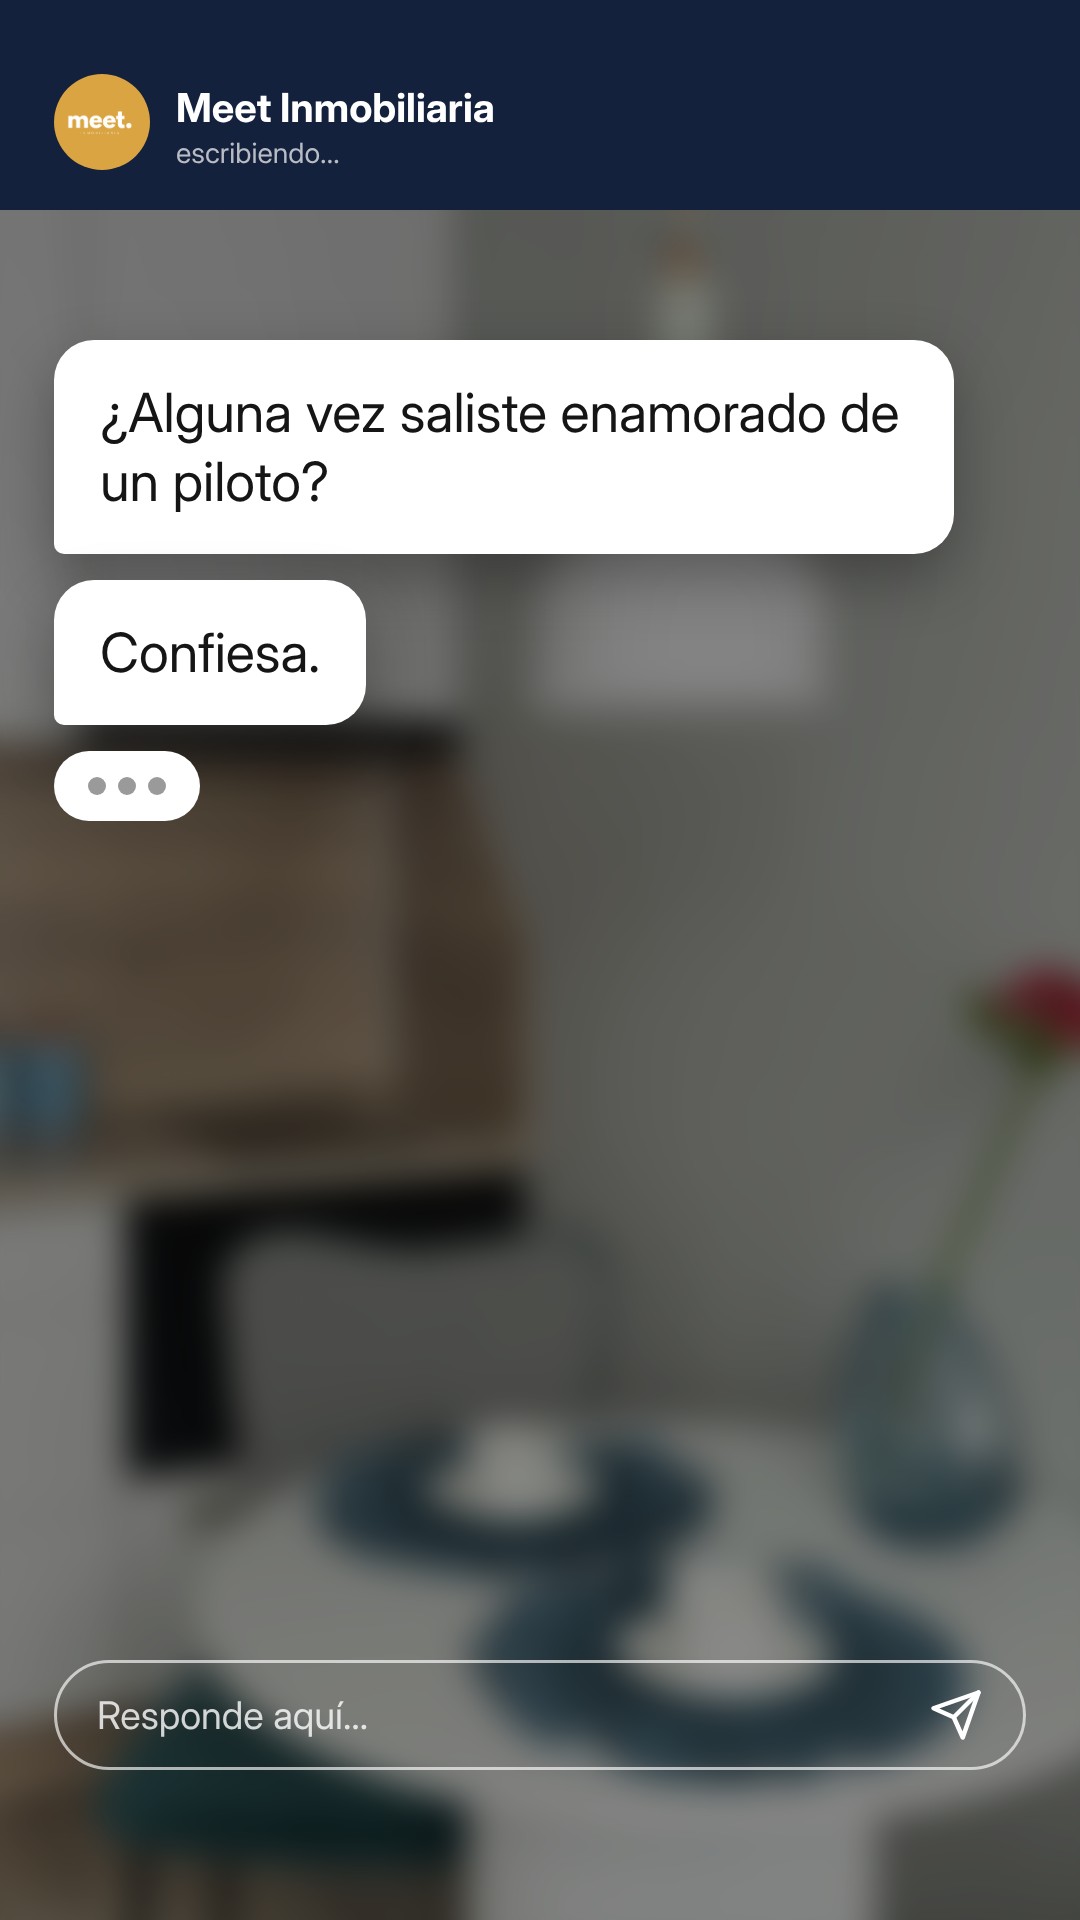 meet.
Meet Inmobiliaria
escribiendo...
¿Alguna vez saliste enamorado de
un piloto?
Confiesa.
Responde aquí...